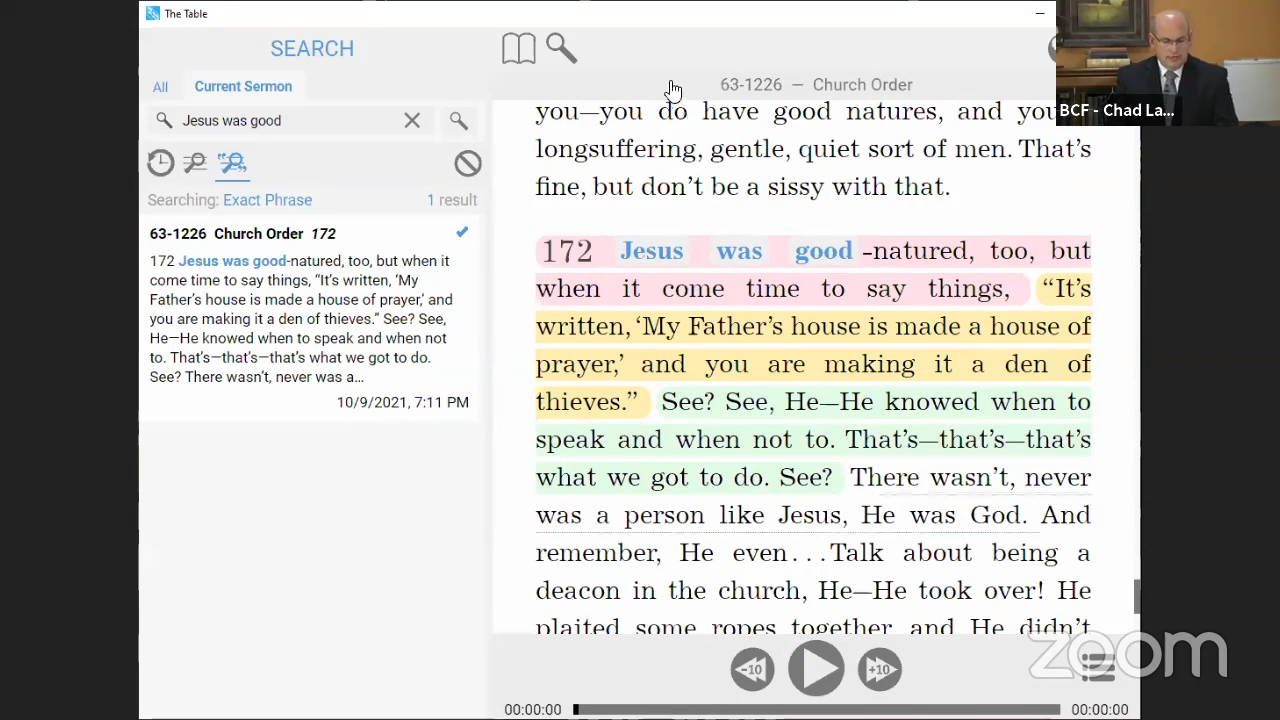 The Table
SEARCH
All
Current Sermon
Jesus was good
Searching: Exact Phrase
1 result
63-1226 Church Order 172
172 Jesus was good-natured, too, but when it
come time to say things, “It's written, ‘My
Father's house is made a house of prayer,’ and
you are making it a den of thieves.” See? See,
He—He knowed when to speak and when not
to. That's—that's—that's what we got to do.
See? There wasn't, never was a…
10/9/2021, 7:11 PM
63-1226 — Church Order
you—you do have good natures, and you
longsuffering, gentle, quiet sort of men. That's
fine, but don't be a sissy with that.
172 Jesus was good -natured, too, but
when it come time to say things, “It's
written, ‘My Father's house is made a house of
prayer,’ and you are making it a den of
thieves.” See? See, He—He knowed when to
speak and when not to. That's—that's—that's
what we got to do. See? There wasn't, never
was a person like Jesus, He was God. And
remember, He even...Talk about being a
deacon in the church, He—He took over! He
plaited some ropes together, and He didn't
-10
+10
00:00:00
00:00:00
BCF - Chad La...
zoom